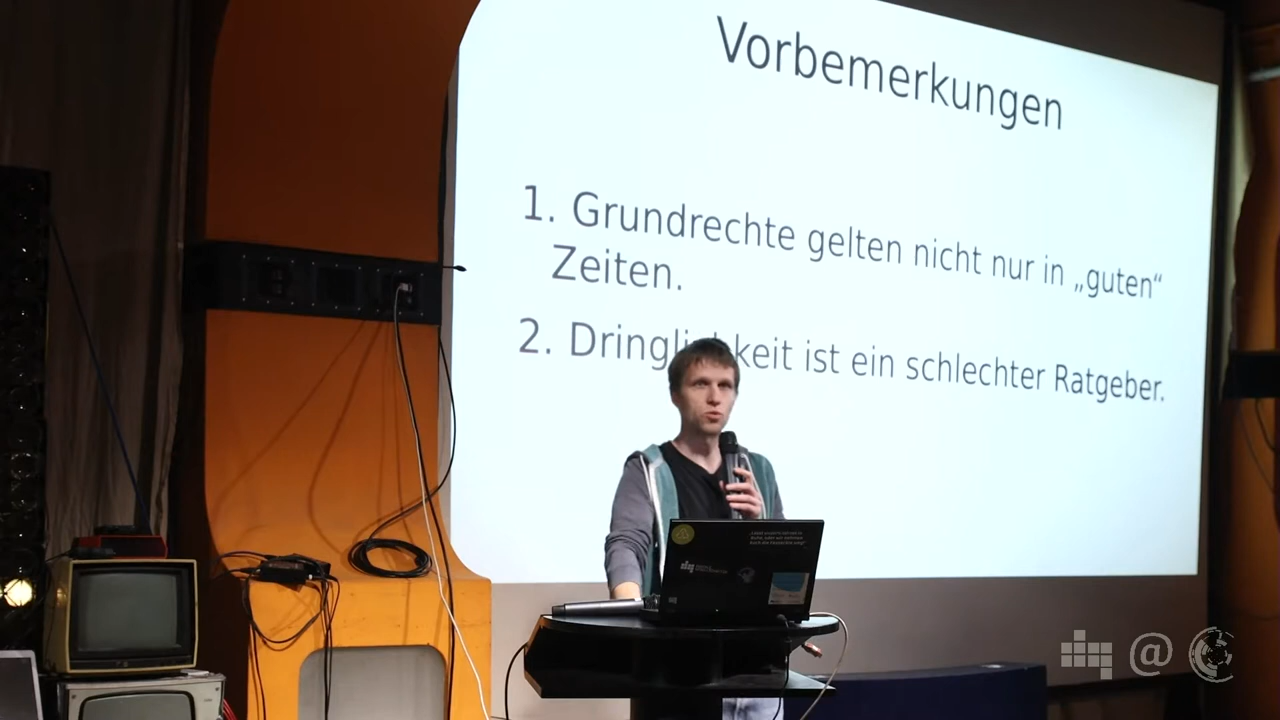 Vorbemerkungen
1. Grundrechte gelten nicht nur in „guten“
Zeiten.
2. Dringlichkeit ist ein schlechter Ratgeber.
@